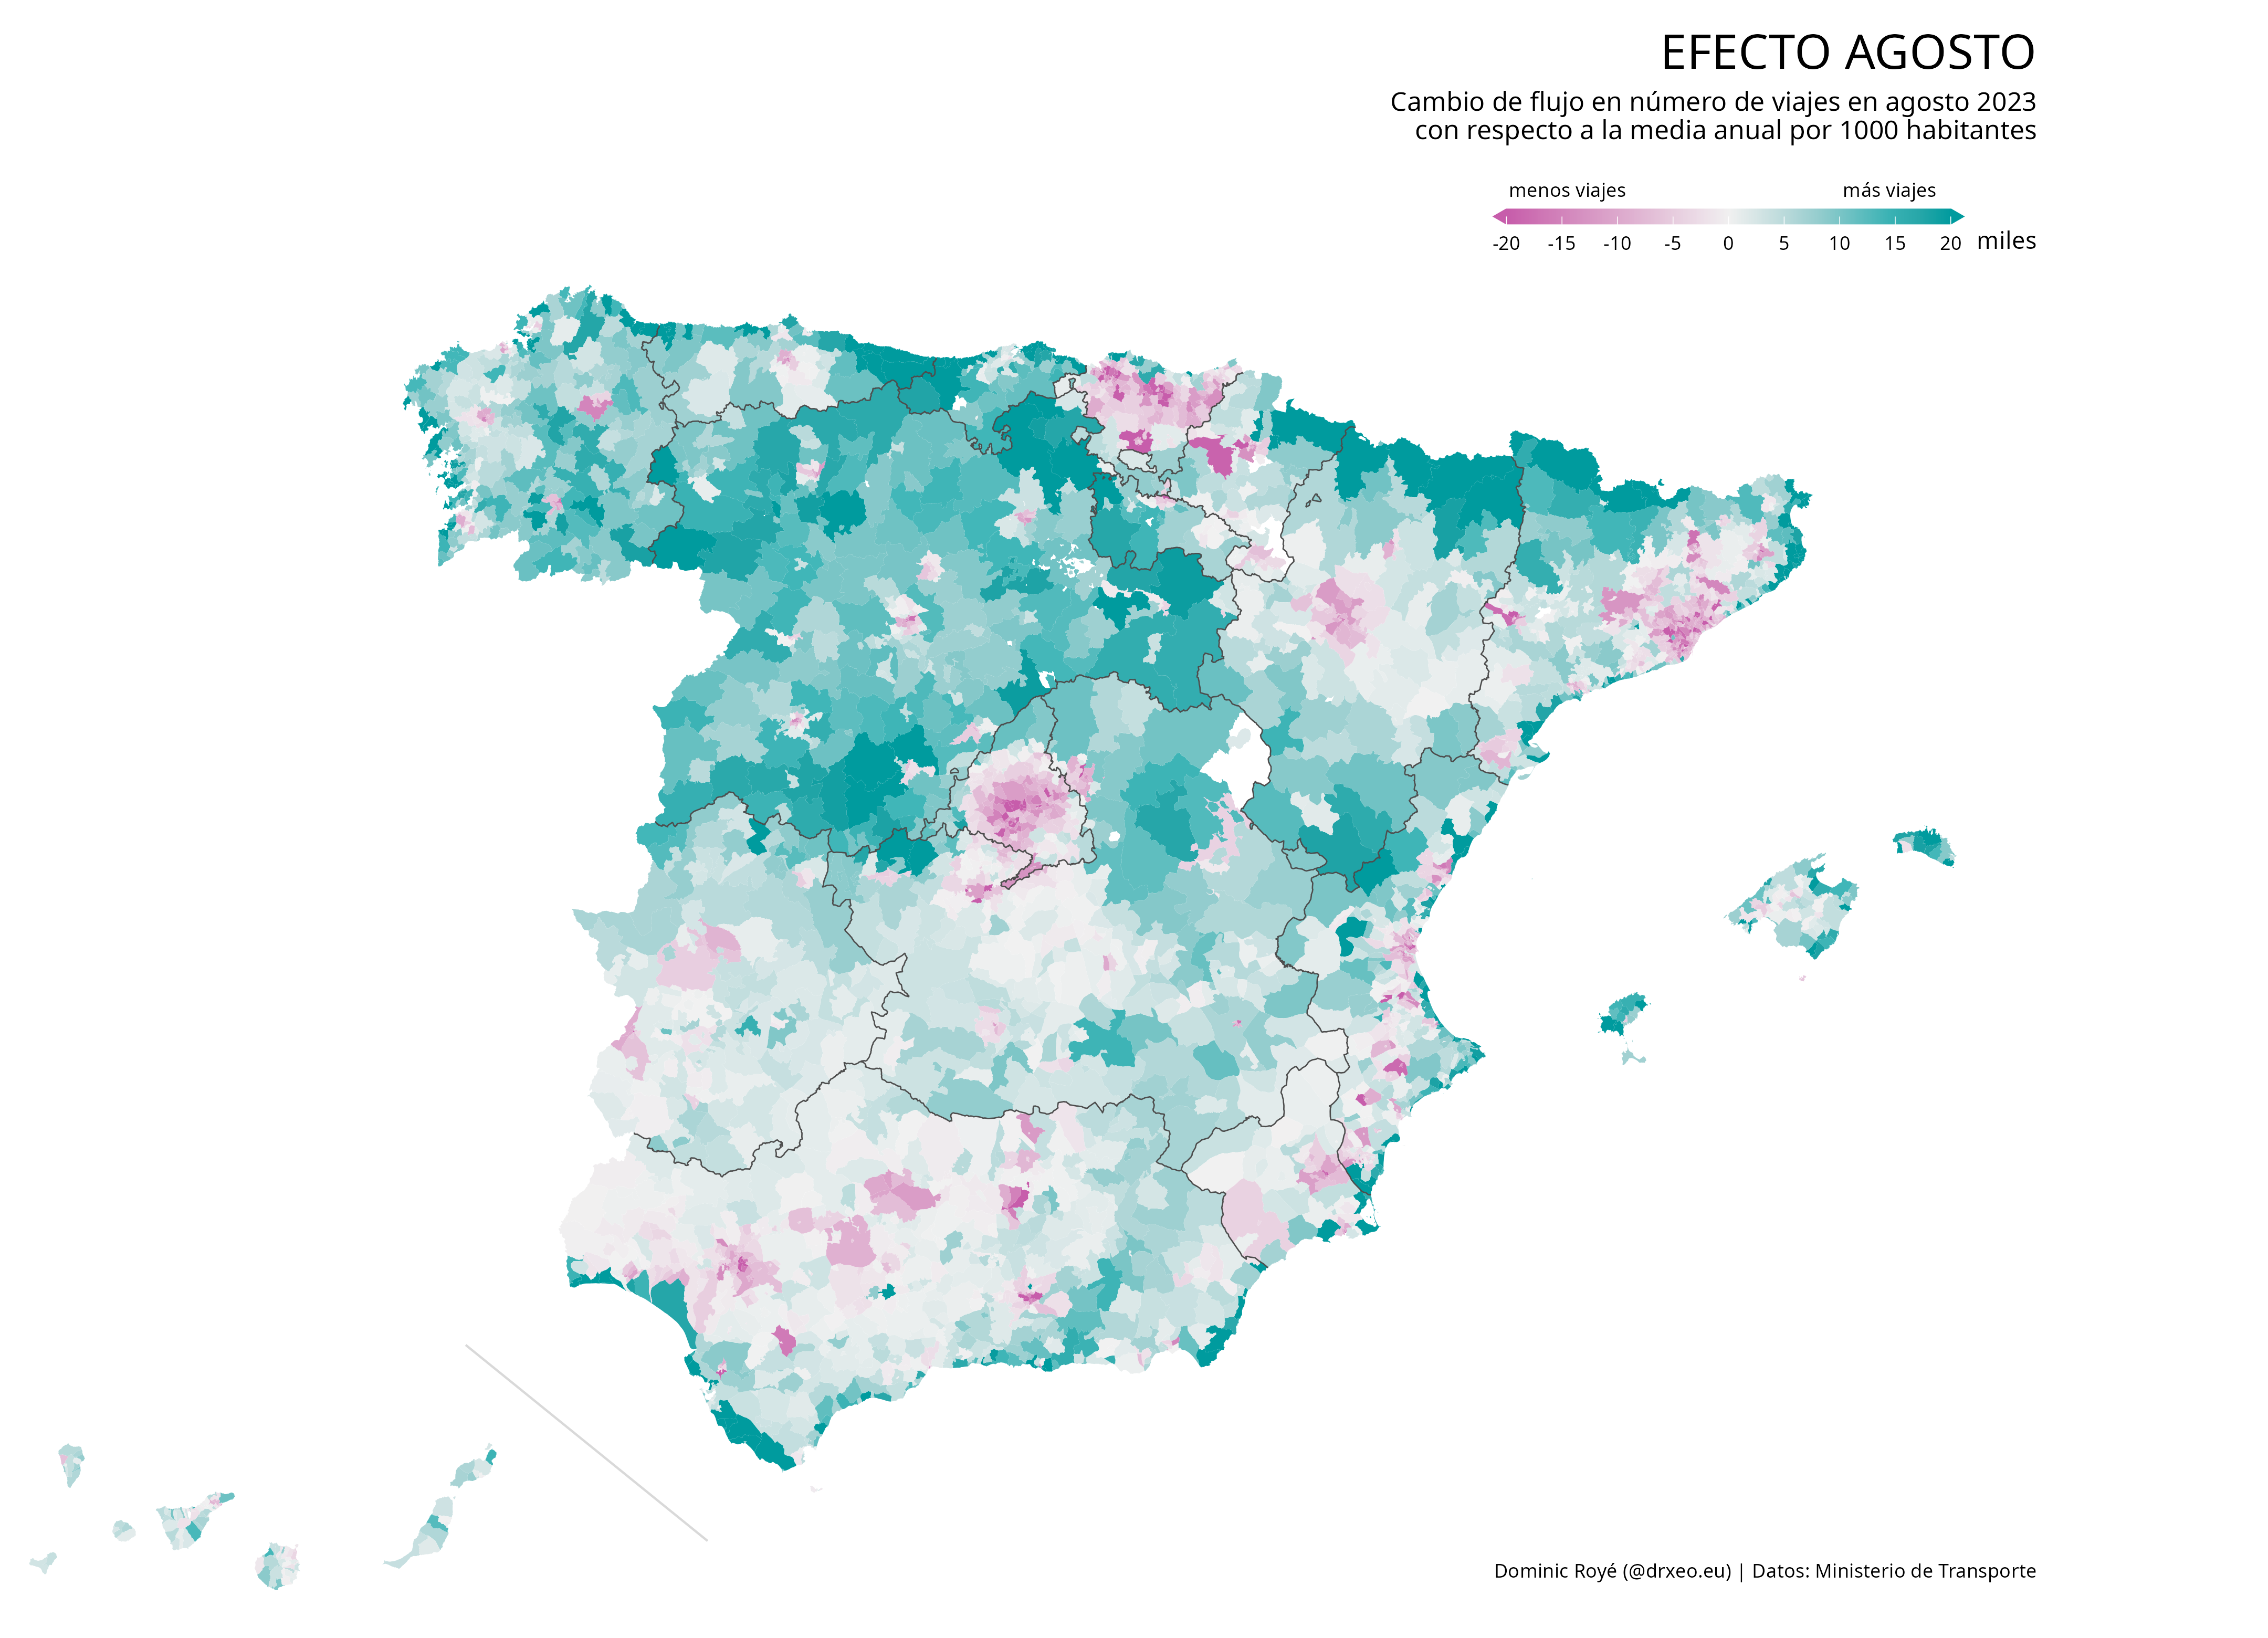 EFECTO AGOSTO
Cambio de flujo en número de viajes en agosto 2023
con respecto a la media anual por 1000 habitantes
menos viajes más viajes
-20 -15 -10 -5 0 5 10 15 20 miles
Dominic Royé (@drxeo.eu) | Datos: Ministerio de Transporte